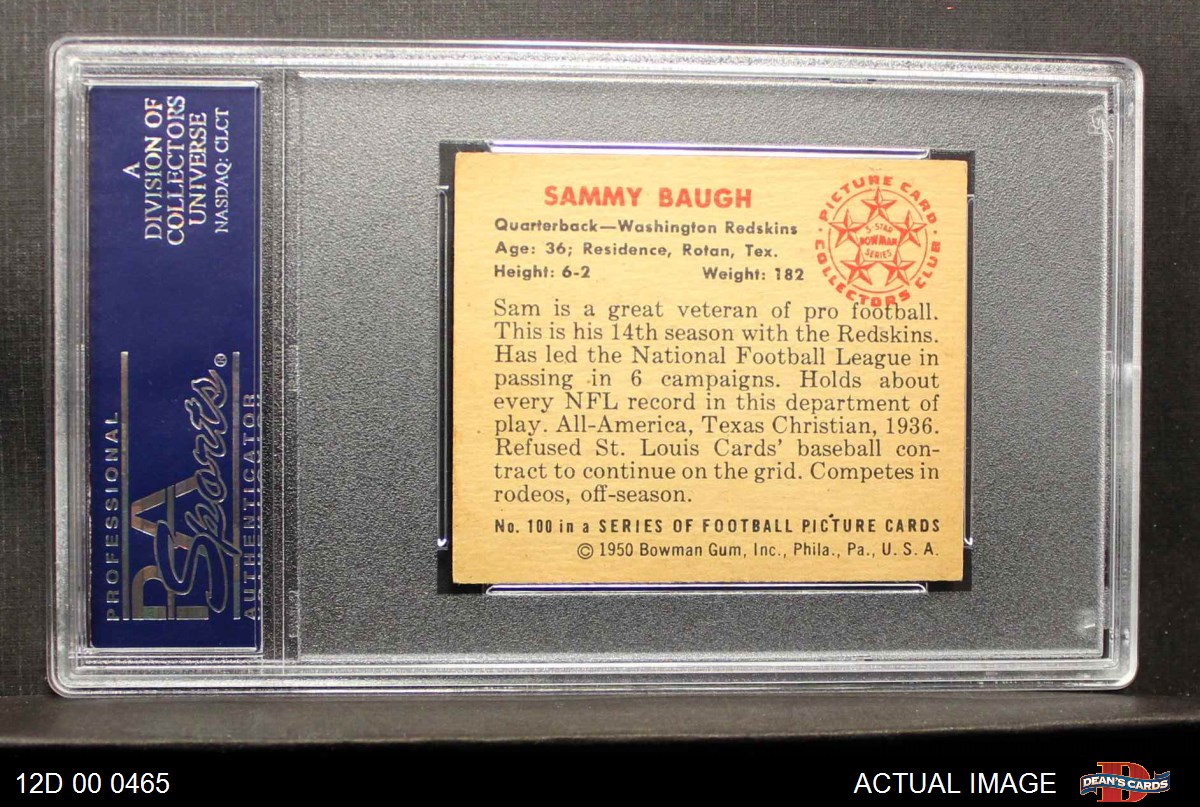 A
DIVISION OF
COLLECTORS
UNIVERSE
NASDAQ: CLCT
PROFESSIONAL
PSA
Sports®
AUTHENTICATOR
SAMMY BAUGH
Quarterback—Washington Redskins
Age: 36; Residence, Rotan, Tex.
Height: 6-2 Weight: 182
PICTURE CARD
5-STAR
BOWMAN
SERIES
COLLECTORS CLUB
Sam is a great veteran of pro football.
This is his 14th season with the Redskins.
Has led the National Football League in
passing in 6 campaigns. Holds about
every NFL record in this department of
play. All-America, Texas Christian, 1936.
Refused St. Louis Cards' baseball con-
tract to continue on the grid. Competes in
rodeos, off-season.
No. 100 in a SERIES OF FOOTBALL PICTURE CARDS
© 1950 Bowman Gum, Inc., Phila., Pa., U. S. A.
12D 00 0465
ACTUAL IMAGE
DEAN'S CARDS